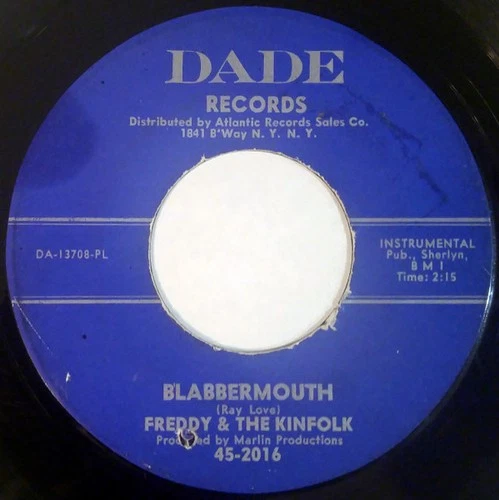 DADE
RECORDS
Distributed by Atlantic Records Sales Co.
1841 B'Way N. Y. N. Y.
DA-13708-PL
INSTRUMENTAL
Pub., Sherlyn,
B M I
Time: 2:15
BLABBERMOUTH
(Ray Love)
FREDDY & THE KINFOLK
Produced by Marlin Productions
45-2016